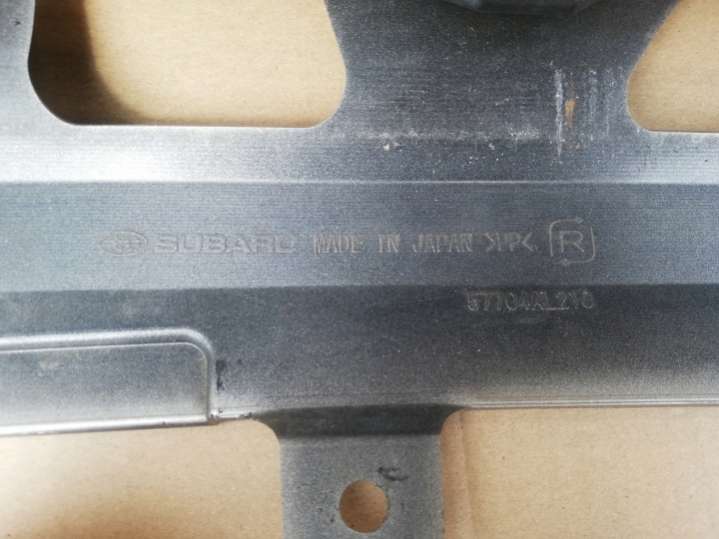 SUBARU MADE IN JAPAN >PP< R
57704AL210